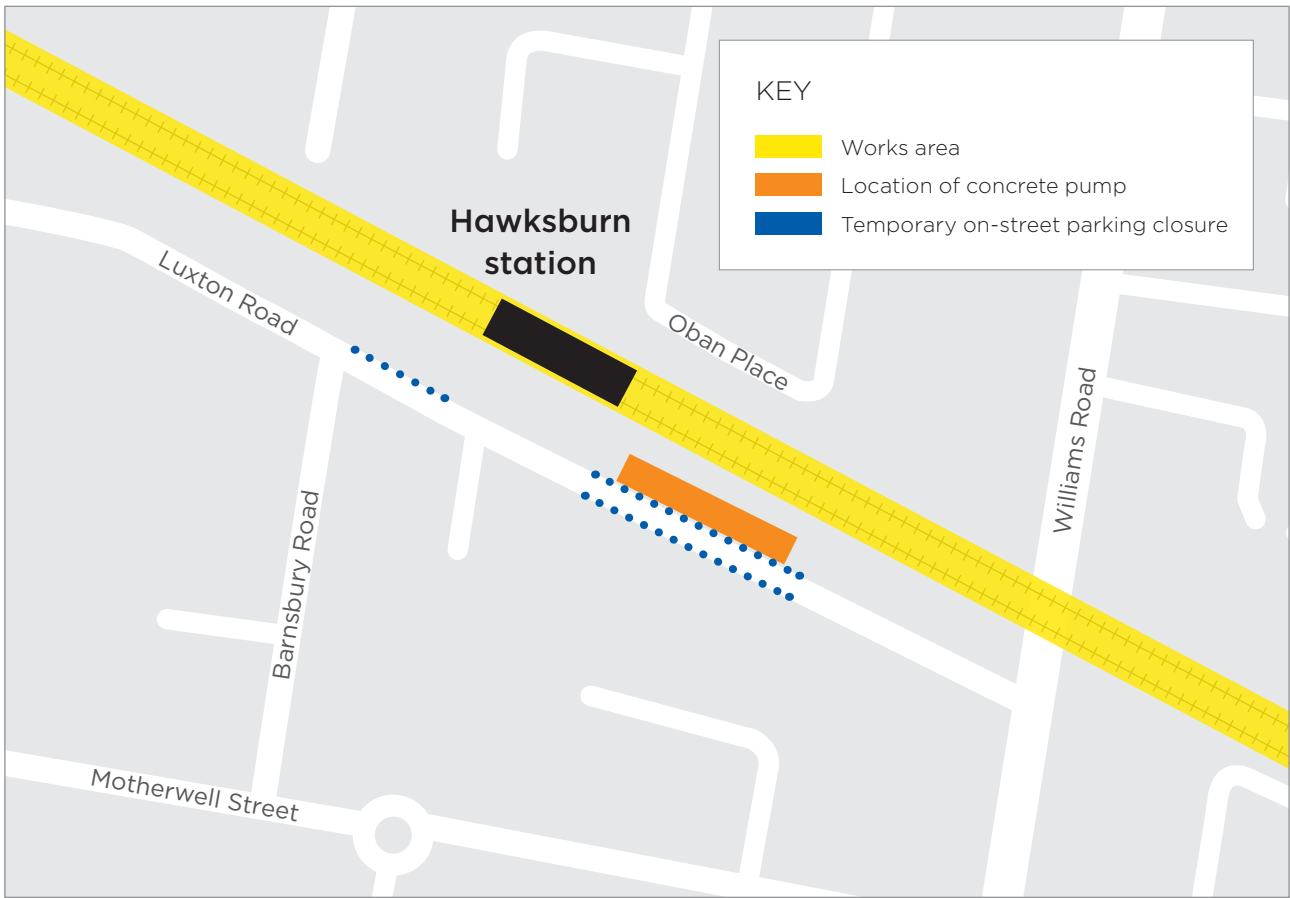 KEY
Works area
Location of concrete pump
Temporary on-street parking closure
Hawksburn
station
Luxton Road
Oban Place
Williams Road
Barnsbury Road
Motherwell Street